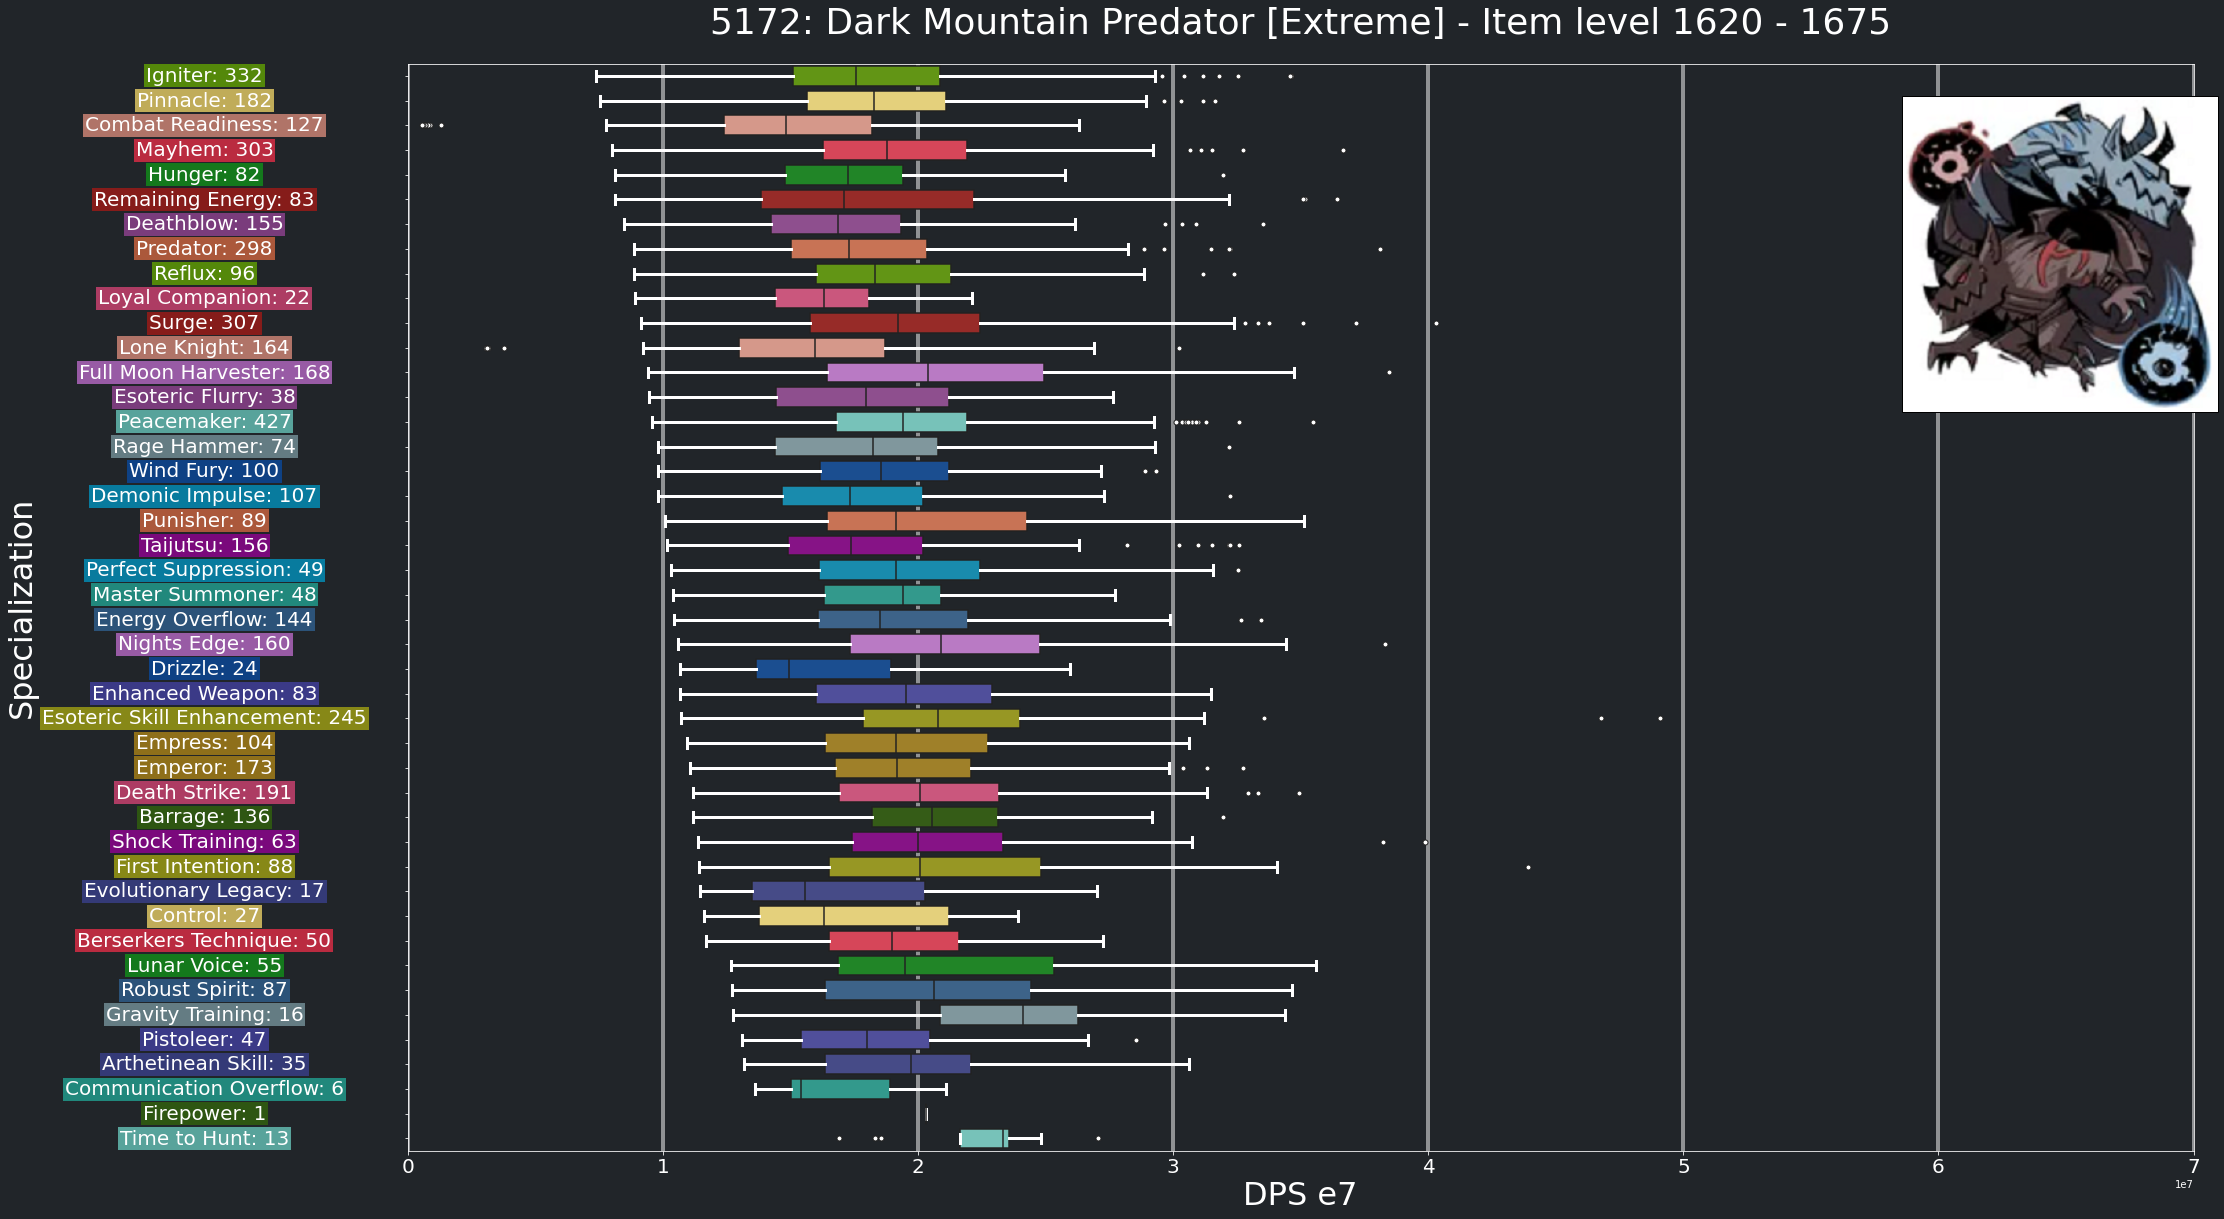 5172: Dark Mountain Predator [Extreme] - Item level 1620 - 1675
Specialization
Igniter: 332
Pinnacle: 182
Combat Readiness: 127
Mayhem: 303
Hunger: 82
Remaining Energy: 83
Deathblow: 155
Predator: 298
Reflux: 96
Loyal Companion: 22
Surge: 307
Lone Knight: 164
Full Moon Harvester: 168
Esoteric Flurry: 38
Peacemaker: 427
Rage Hammer: 74
Wind Fury: 100
Demonic Impulse: 107
Punisher: 89
Taijutsu: 156
Perfect Suppression: 49
Master Summoner: 48
Energy Overflow: 144
Nights Edge: 160
Drizzle: 24
Enhanced Weapon: 83
Esoteric Skill Enhancement: 245
Empress: 104
Emperor: 173
Death Strike: 191
Barrage: 136
Shock Training: 63
First Intention: 88
Evolutionary Legacy: 17
Control: 27
Berserkers Technique: 50
Lunar Voice: 55
Robust Spirit: 87
Gravity Training: 16
Pistoleer: 47
Arthetinean Skill: 35
Communication Overflow: 6
Firepower: 1
Time to Hunt: 13
0 1 2 3 4 5 6 7
1e7
DPS e7